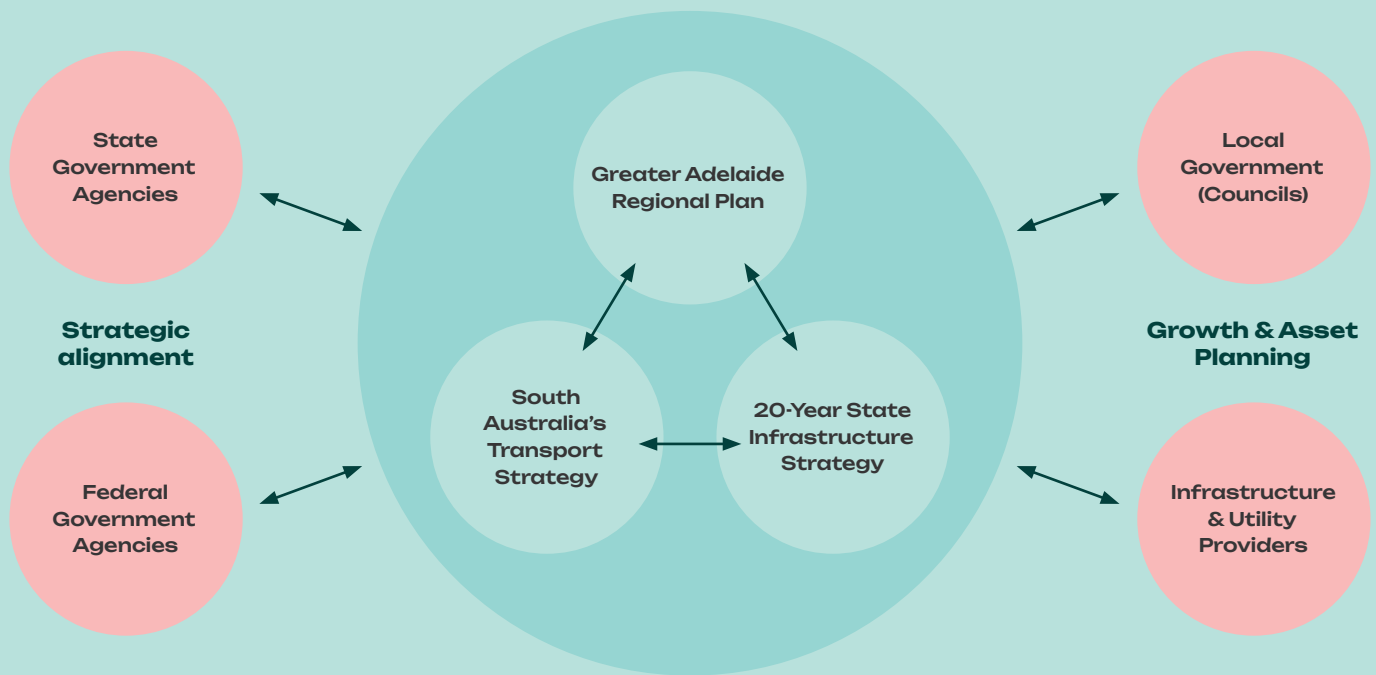 State
Government
Agencies
Strategic
alignment
Federal
Government
Agencies
Greater Adelaide
Regional Plan
South
Australia’s
Transport
Strategy
20-Year State
Infrastructure
Strategy
Local
Government
(Councils)
Growth & Asset
Planning
Infrastructure
& Utility
Providers